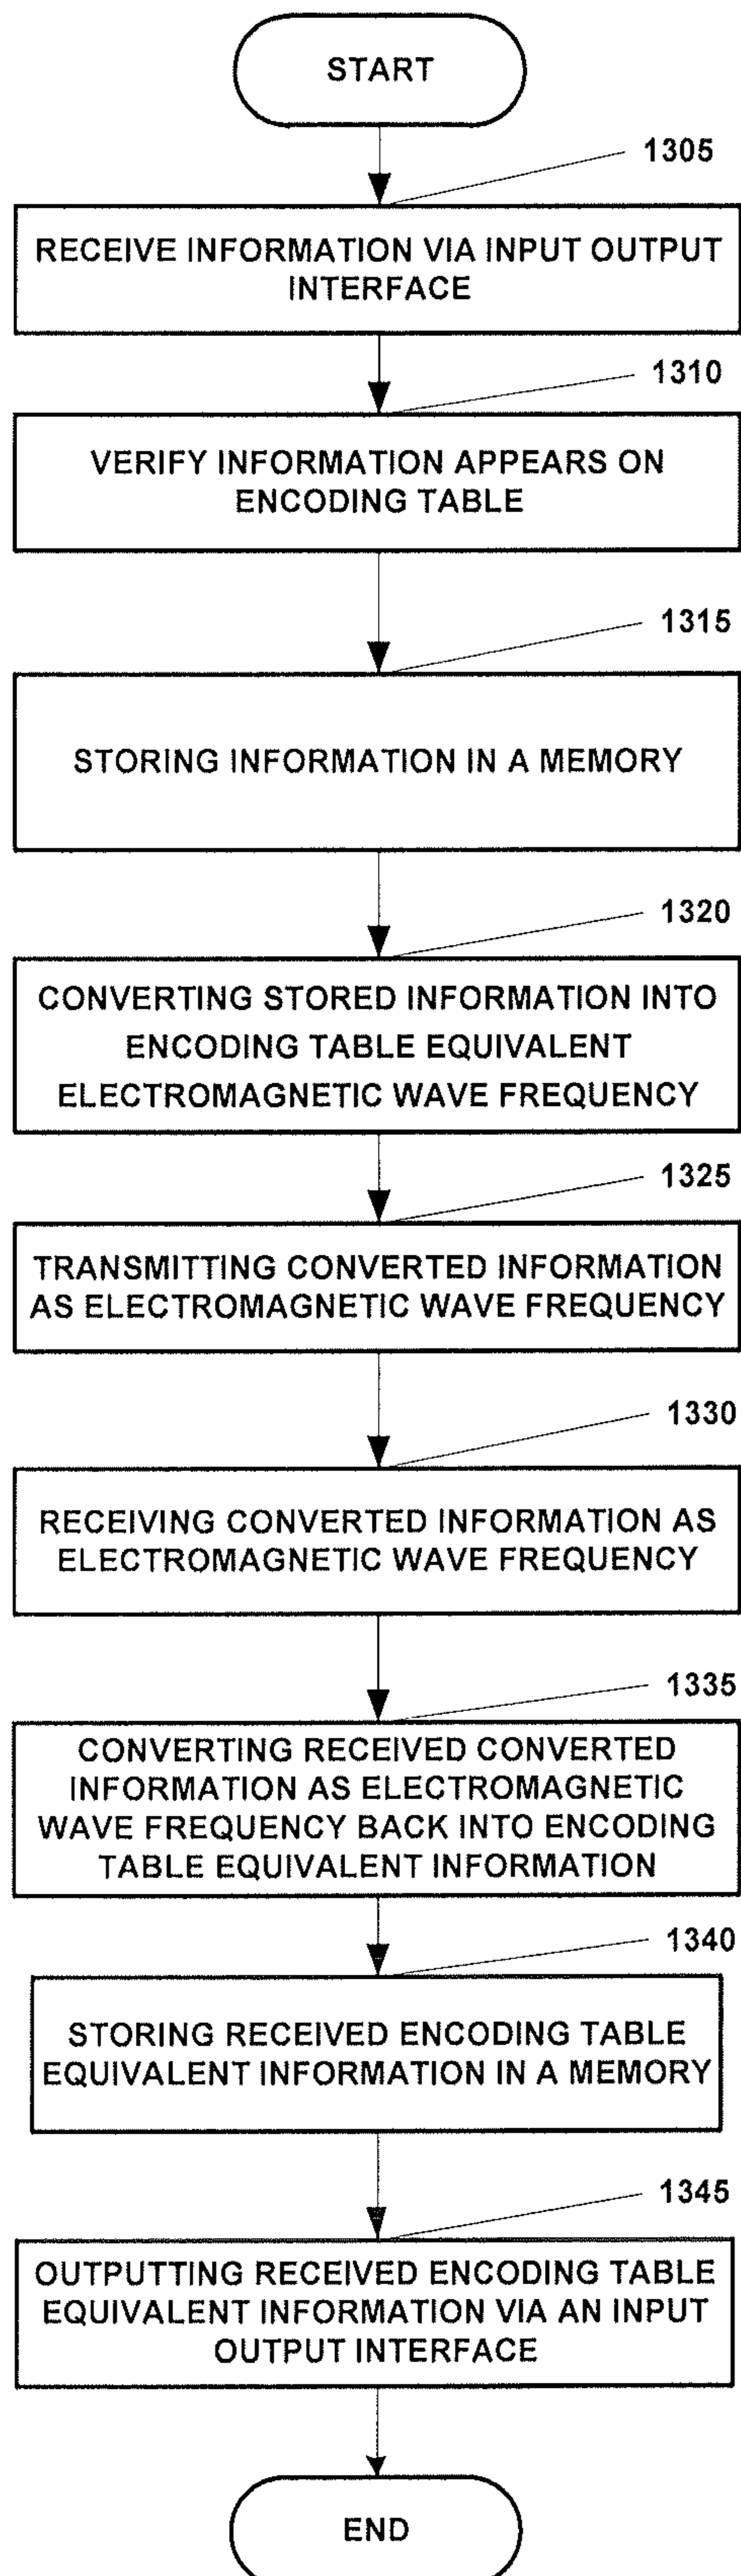 START
1305
RECEIVE INFORMATION VIA INPUT OUTPUT
INTERFACE
1310
VERIFY INFORMATION APPEARS ON
ENCODING TABLE
1315
STORING INFORMATION IN A MEMORY
1320
CONVERTING STORED INFORMATION INTO
ENCODING TABLE EQUIVALENT
ELECTROMAGNETIC WAVE FREQUENCY
1325
TRANSMITTING CONVERTED INFORMATION
AS ELECTROMAGNETIC WAVE FREQUENCY
1330
RECEIVING CONVERTED INFORMATION AS
ELECTROMAGNETIC WAVE FREQUENCY
1335
CONVERTING RECEIVED CONVERTED
INFORMATION AS ELECTROMAGNETIC
WAVE FREQUENCY BACK INTO ENCODING
TABLE EQUIVALENT INFORMATION
1340
STORING RECEIVED ENCODING TABLE
EQUIVALENT INFORMATION IN A MEMORY
1345
OUTPUTTING RECEIVED ENCODING TABLE
EQUIVALENT INFORMATION VIA AN INPUT
OUTPUT INTERFACE
END